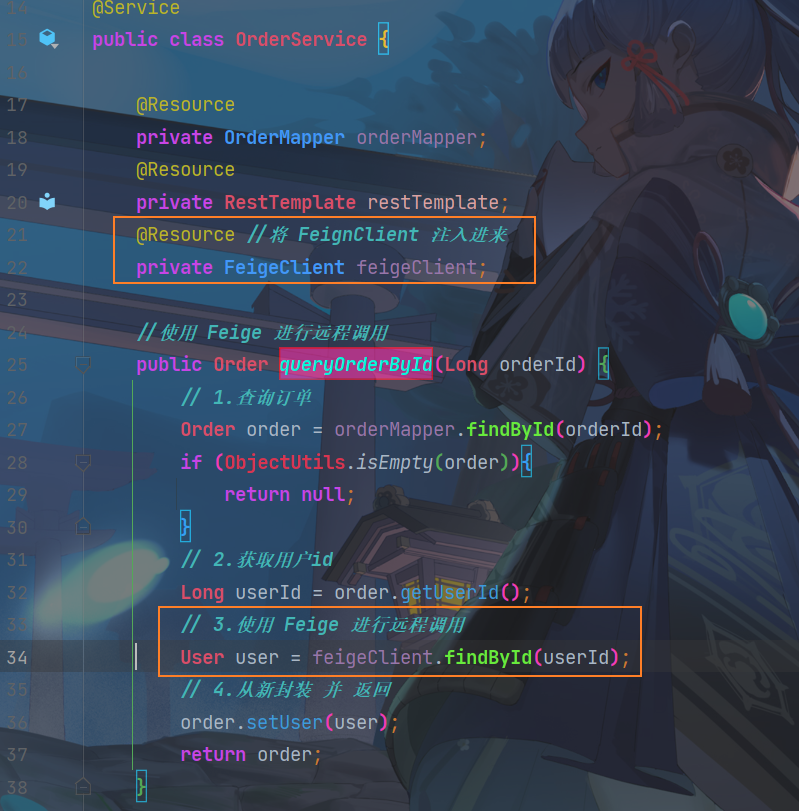 14 @Service
15 public class OrderService {
16
17 @Resource
18 private OrderMapper orderMapper;
19 @Resource
20 private RestTemplate restTemplate;
21 @Resource //将 FeignClient 注入进来
22 private FeigeClient feigeClient;
23
24 //使用 Feige 进行远程调用
25 public Order queryOrderById(Long orderId) {
26 // 1.查询订单
27 Order order = orderMapper.findById(orderId);
28 if (ObjectUtils.isEmpty(order)){
29 return null;
30 }
31 // 2.获取用户id
32 Long userId = order.getUserId();
33 // 3.使用 Feige 进行远程调用
34 User user = feigeClient.findById(userId);
35 // 4.从新封装 并 返回
36 order.setUser(user);
37 return order;
38 }